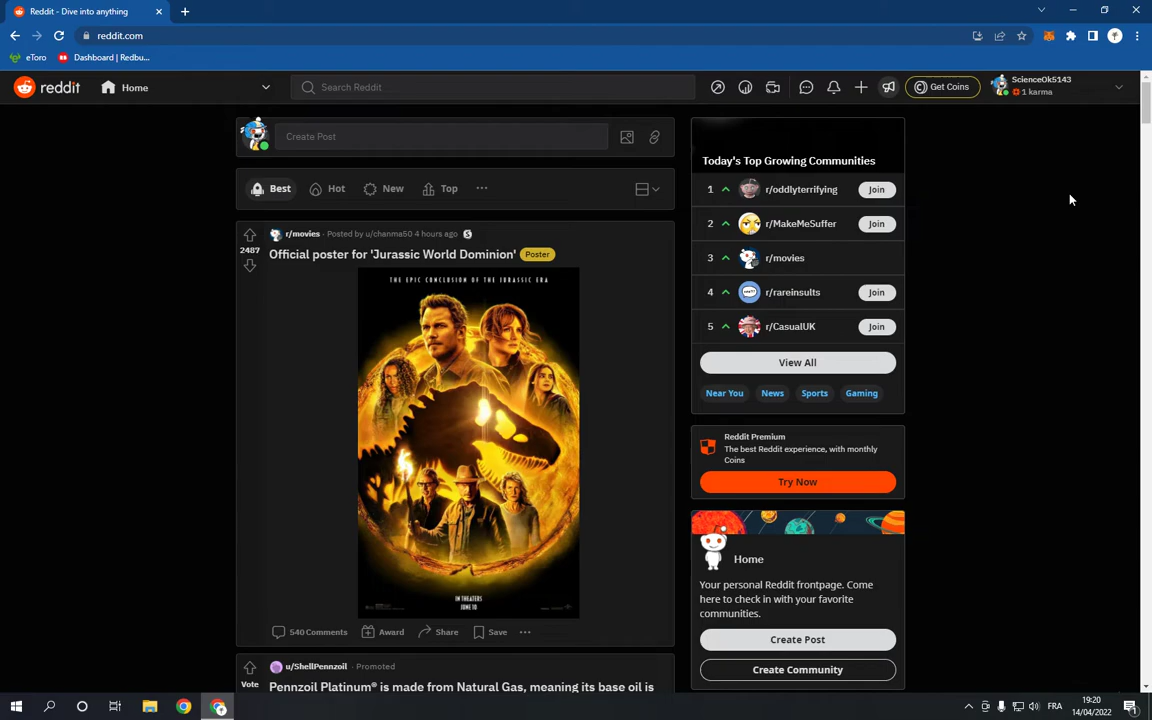 Reddit - Dive into anything
reddit.com
eToro
Dashboard | Redbu...
reddit
Home
Search Reddit
Get Coins
ScienceOk5143
1 karma
Create Post
Best
Hot
New
Top
2487
r/movies • Posted by u/chanma50 4 hours ago
Official poster for 'Jurassic World Dominion'
Poster
THE EPIC CONCLUSION OF THE JURASSIC ERA
IN THEATERS
JUNE 10
540 Comments
Award
Share
Save
u/ShellPennzoil • Promoted
Vote
Pennzoil Platinum® is made from Natural Gas, meaning its base oil is
Today's Top Growing Communities
1 r/oddlyterrifying Join
2 r/MakeMeSuffer Join
3 r/movies
4 r/rareinsults Join
5 r/CasualUK Join
View All
Near You
News
Sports
Gaming
Reddit Premium
The best Reddit experience, with monthly
Coins
Try Now
Home
Your personal Reddit frontpage. Come
here to check in with your favorite
communities.
Create Post
Create Community
FRA
19:20
14/04/2022